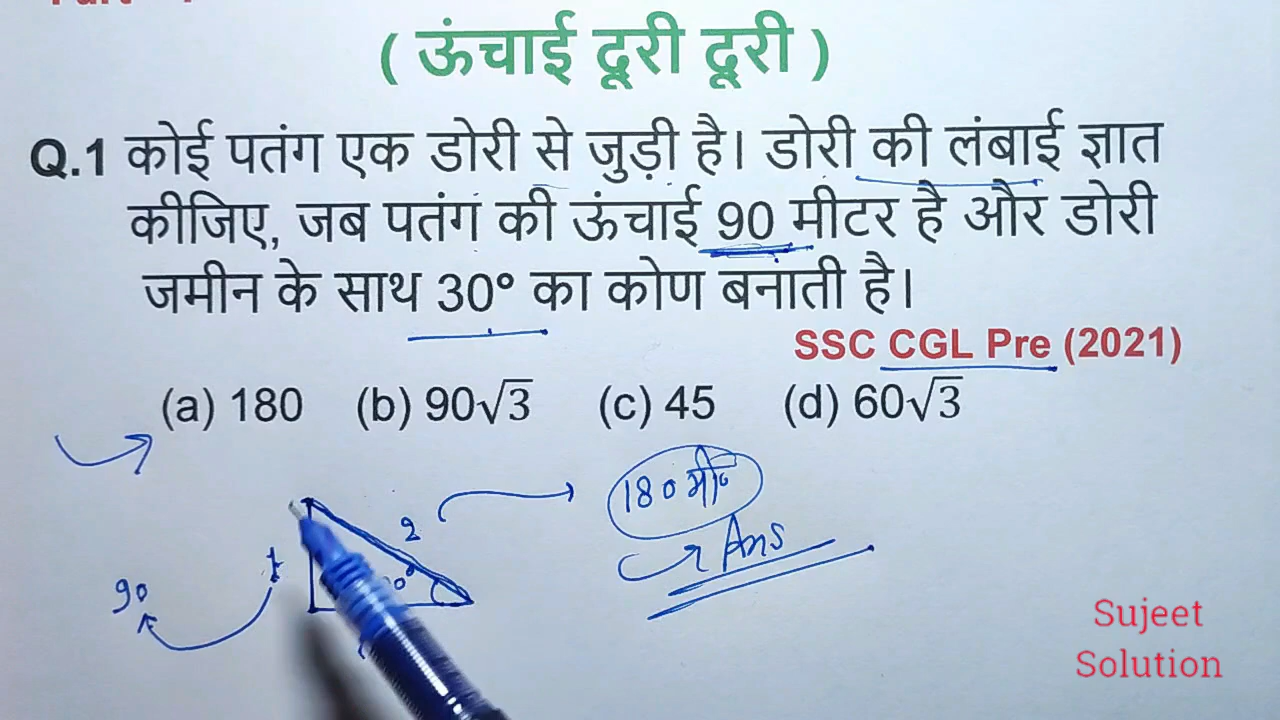 ( ऊंचाई दूरी दूरी )
Q.1 कोई पतंग एक डोरी से जुड़ी है। डोरी की लंबाई ज्ञात
कीजिए, जब पतंग की ऊंचाई 90 मीटर है और डोरी
जमीन के साथ 30° का कोण बनाती है।
SSC CGL Pre (2021)
(a) 180 (b) 90√3 (c) 45 (d) 60√3
180 मी०
2
Ans
1
90
Sujeet
Solution